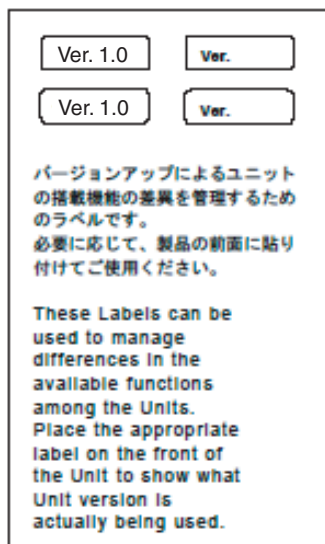 Ver. 1.0 Ver.
Ver. 1.0 Ver.
バージョンアップによるユニット
の搭載機能の差異を管理するため
のラベルです。
必要に応じて、製品の前面に貼り
付けてご使用ください。
These Labels can be
used to manage
differences in the
available functions
among the Units.
Place the appropriate
label on the front of
the Unit to show what
Unit version is
actually being used.